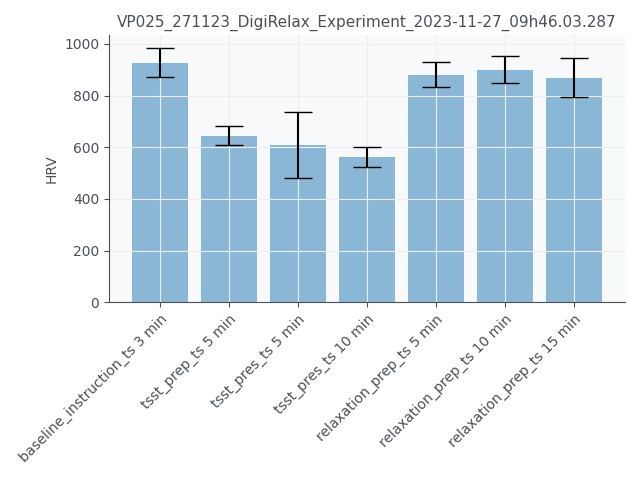 VP025_271123_DigiRelax_Experiment_2023-11-27_09h46.03.287
1000
800
600
400
200
0
HRV
baseline_instruction_ts 3 min
tsst_prep_ts 5 min
tsst_pres_ts 5 min
tsst_pres_ts 10 min
relaxation_prep_ts 5 min
relaxation_prep_ts 10 min
relaxation_prep_ts 15 min